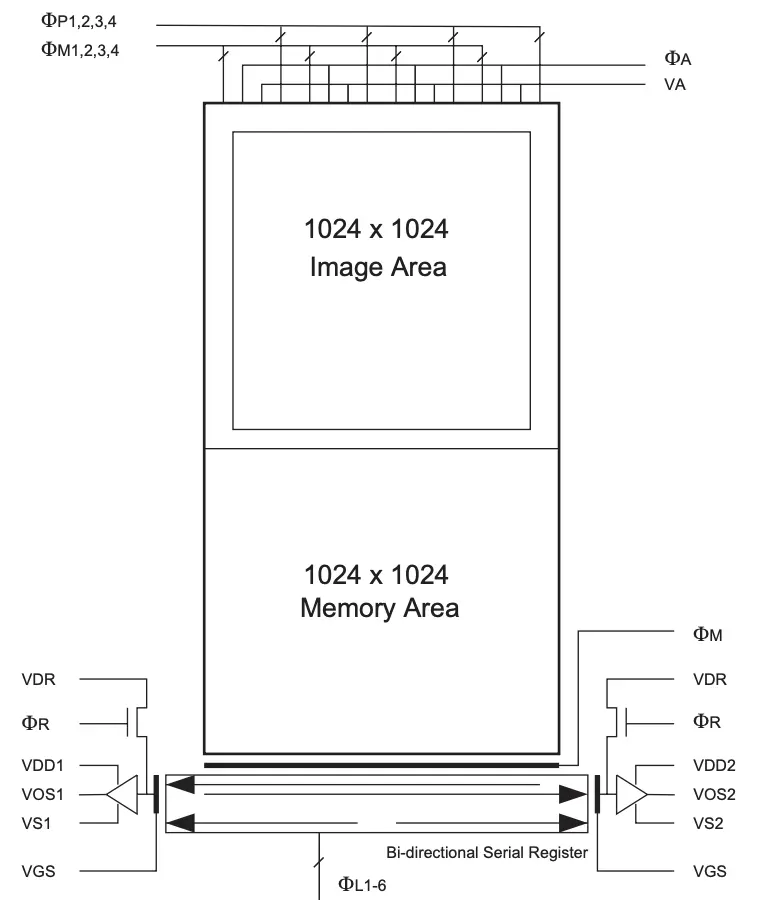 ΦP1,2,3,4
ΦM1,2,3,4
ΦA
VA
1024 x 1024
Image Area
1024 x 1024
Memory Area
ΦM
VDR
VDR
ΦR
ΦR
VDD1
VDD2
VOS1
VOS2
VS1
VS2
Bi-directional Serial Register
VGS
VGS
ΦL1-6